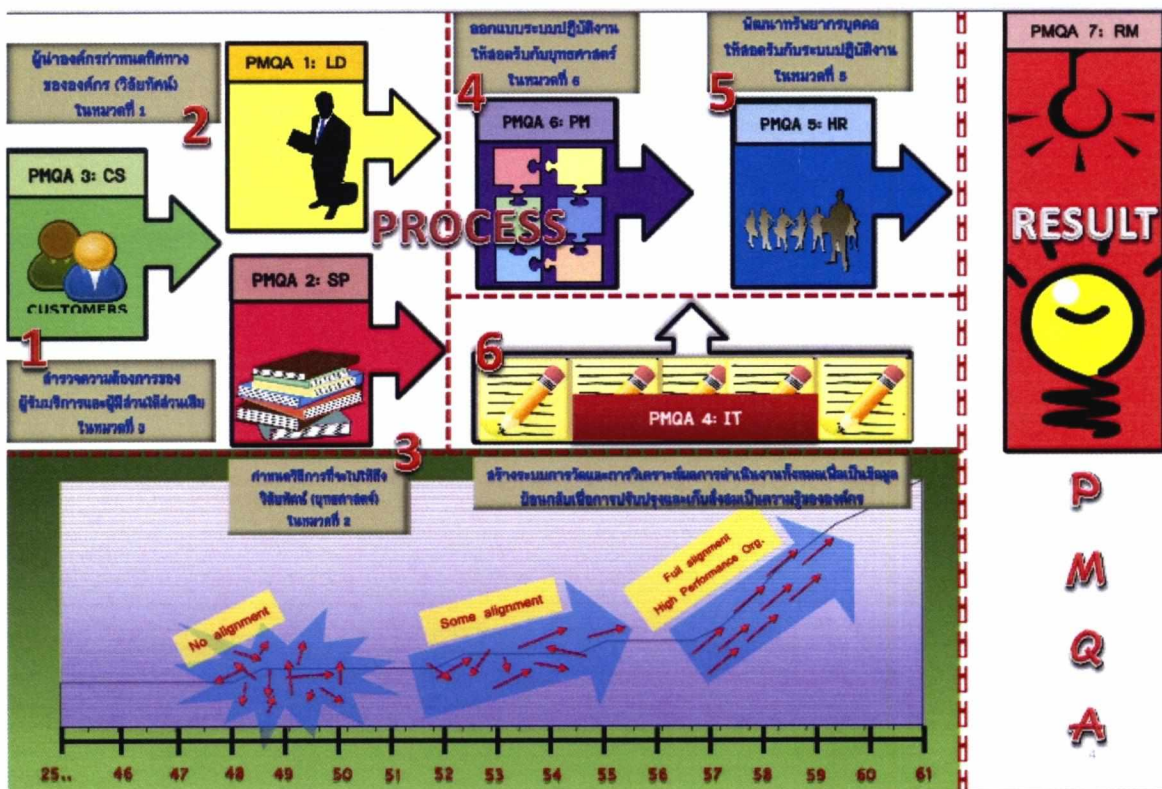 ผู้นำองค์กรกำหนดทิศทาง
ขององค์กร (วิสัยทัศน์)
ในหมวดที่ 1
2
PMQA 1: LD
ออกแบบระบบปฏิบัติงาน
ให้สอดรับกับยุทธศาสตร์
ในหมวดที่ 6
4
PMQA 6: PM
พัฒนาทรัพยากรบุคคล
ให้สอดรับกับระบบปฏิบัติงาน
ในหมวดที่ 5
5
PMQA 5: HR
PMQA 7: RM
RESULT
PMQA 3: CS
CUSTOMERS
1
สำรวจความต้องการของ
ผู้รับบริการและผู้มีส่วนได้ส่วนเสีย
ในหมวดที่ 3
PROCESS
PMQA 2: SP
3
กำหนดวิธีการที่จะไปให้ถึง
วิสัยทัศน์ (ยุทธศาสตร์)
ในหมวดที่ 2
6
PMQA 4: IT
สร้างระบบการวัดและการวิเคราะห์ผลการดำเนินงานทั้งหมดเพื่อเป็นข้อมูล
ป้อนกลับเพื่อการปรับปรุงและเก็บสั่งสมเป็นความรู้ขององค์กร
No alignment
Some alignment
Full alignment
High Performance Org.
25.. 46 47 48 49 50 51 52 53 54 55 56 57 58 59 60 61
P
M
Q
A
4